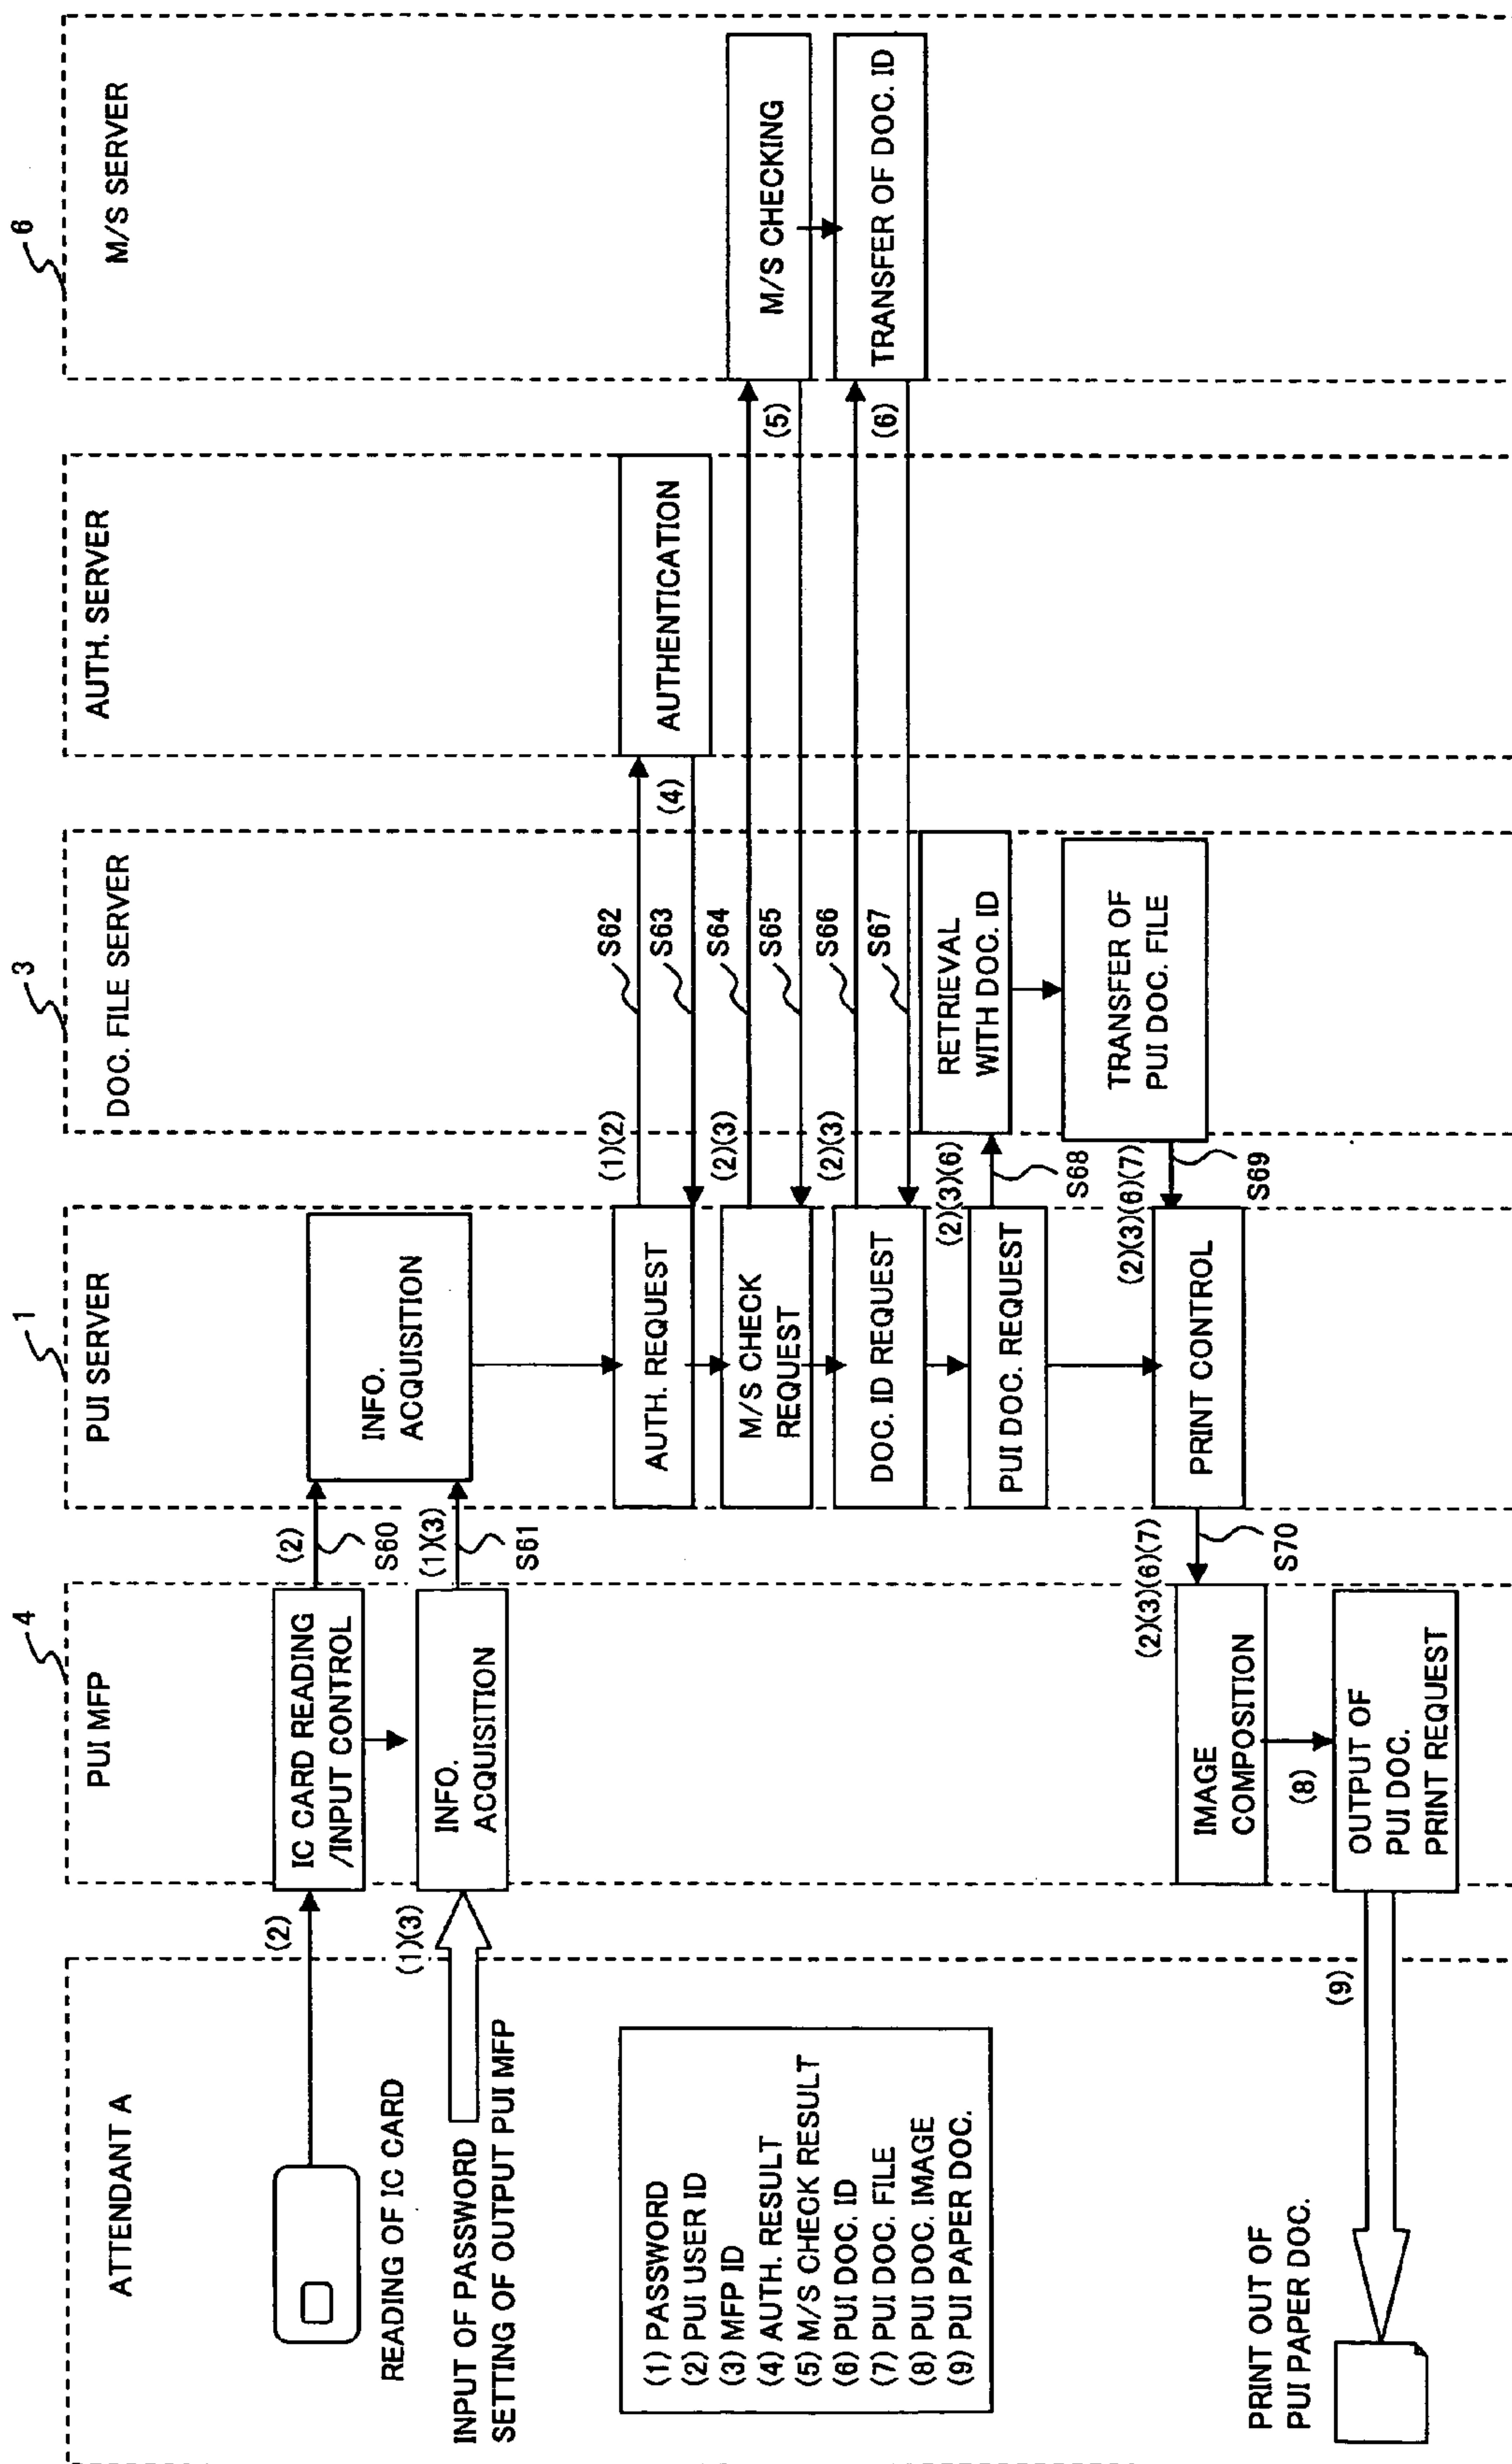 ATTENDANT A
4
PUI MFP
1
PUI SERVER
3
DOC. FILE SERVER
AUTH. SERVER
6
M/S SERVER
READING OF IC CARD
(2)
IC CARD READING
/INPUT CONTROL
(2)
S60
INPUT OF PASSWORD
SETTING OF OUTPUT PUI MFP
(1)(3)
INFO.
ACQUISITION
(1)(3)
S61
INFO.
ACQUISITION
AUTH. REQUEST
(1)(2)
S62
AUTHENTICATION
(4)
S63
M/S CHECK
REQUEST
(2)(3)
S64
M/S CHECKING
(5)
S65
DOC. ID REQUEST
(2)(3)
S66
TRANSFER OF DOC. ID
(6)
S67
PUI DOC. REQUEST
(2)(3)(6)
S68
RETRIEVAL
WITH DOC. ID
TRANSFER OF
PUI DOC. FILE
(2)(3)(6)(7)
S69
PRINT CONTROL
(2)(3)(6)(7)
S70
IMAGE
COMPOSITION
(8)
OUTPUT OF
PUI DOC.
PRINT REQUEST
(9)
PRINT OUT OF
PUI PAPER DOC.
(1) PASSWORD
(2) PUI USER ID
(3) MFP ID
(4) AUTH. RESULT
(5) M/S CHECK RESULT
(6) PUI DOC. ID
(7) PUI DOC. FILE
(8) PUI DOC. IMAGE
(9) PUI PAPER DOC.